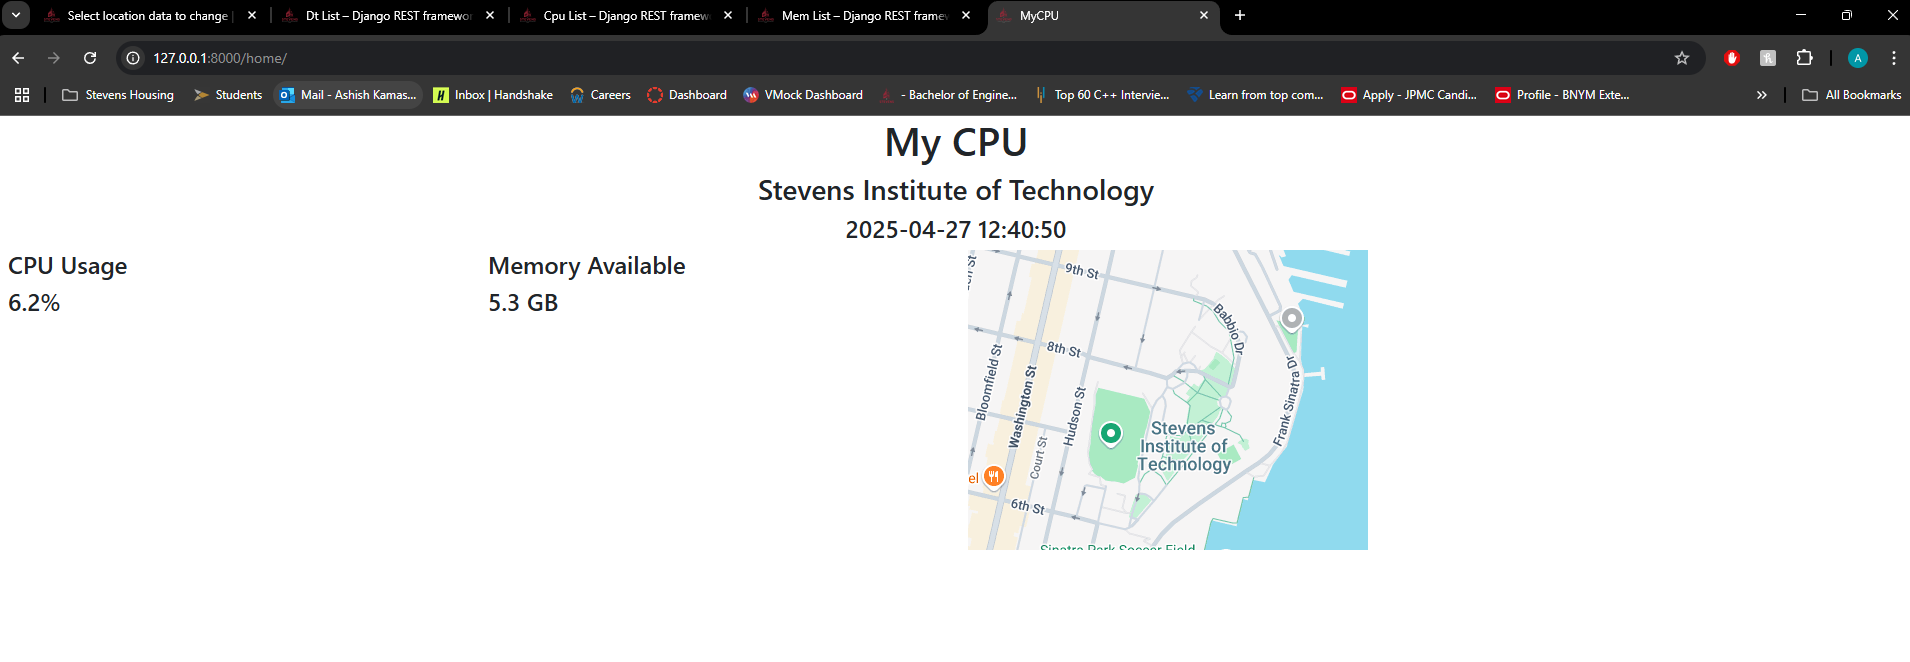 Select location data to change
Dt List – Django REST framewor
Cpu List – Django REST framew
Mem List – Django REST framew
MyCPU
127.0.0.1:8000/home/
Stevens Housing
Students
Mail - Ashish Kamas...
Inbox | Handshake
Careers
Dashboard
VMock Dashboard
- Bachelor of Engine...
Top 60 C++ Intervie...
Learn from top com...
Apply - JPMC Candi...
Profile - BNYM Exte...
All Bookmarks
A
My CPU
Stevens Institute of Technology
2025-04-27 12:40:50
CPU Usage
6.2%
Memory Available
5.3 GB
9th St
Babbio Dr
8th St
Bloomfield St
Washington St
Hudson St
Frank Sinatra Dr
Court St
Stevens
Institute of
Technology
el
6th St
Sinatra Park Soccer Field